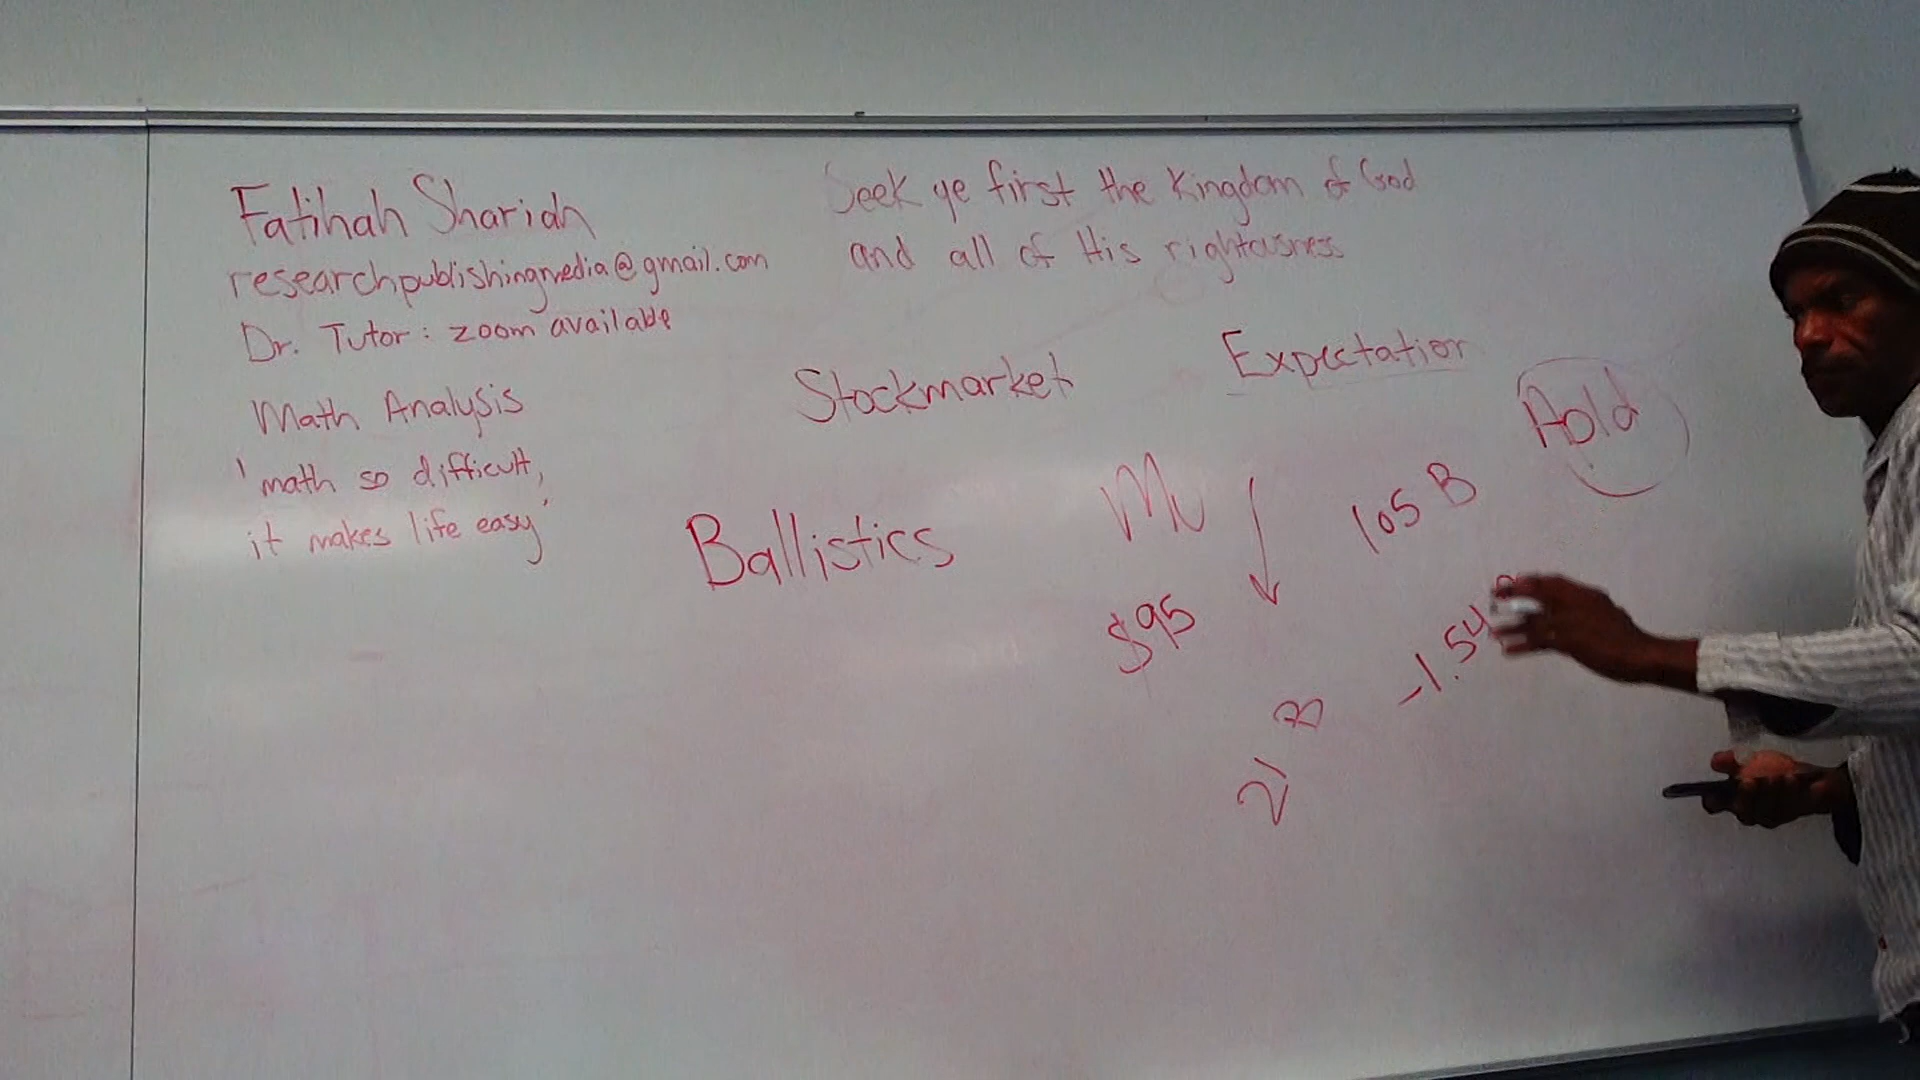 Fatihah Shariah
researchpublishingmedia@gmail.com
Dr. Tutor: zoom available
Math Analysis
'math so difficult,
it makes life easy'
Seek ye first the Kingdom of God
and all of His rightousness
Stockmarket
Expectation
Ballistics
Mu
$95
105 B
-1.54
2)